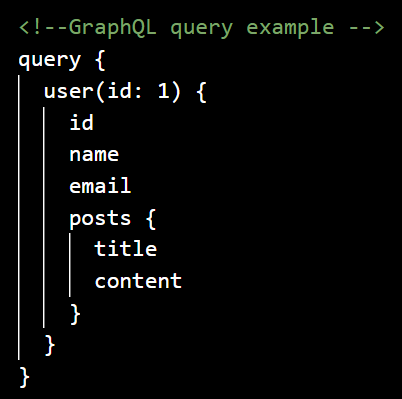 <!--GraphQL query example -->
query {
  user(id: 1) {
    id
    name
    email
    posts {
      title
      content
    }
  }
}